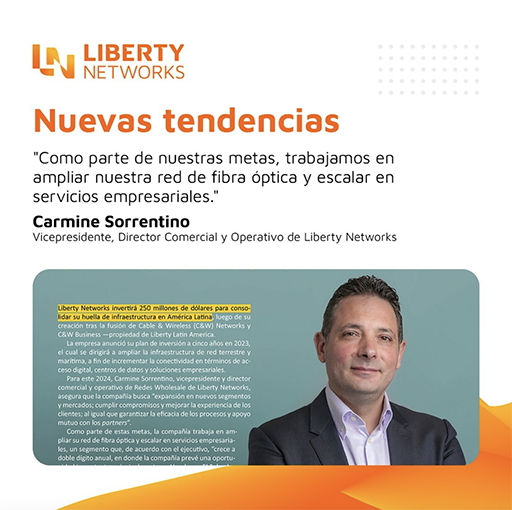 LIBERTY
NETWORKS
Nuevas tendencias
"Como parte de nuestras metas, trabajamos en
ampliar nuestra red de fibra óptica y escalar en
servicios empresariales."
Carmine Sorrentino
Vicepresidente, Director Comercial y Operativo de Liberty Networks
Liberty Networks invertirá 250 millones de dólares para conso-
lidar su huella de infraestructura en América Latina, luego de su
creación tras la fusión de Cable & Wireless (C&W) Networks y
C&W Business —propiedad de Liberty Latin America.
La empresa anunció su plan de inversión a cinco años en 2023,
el cual se dirigirá a ampliar la infraestructura de red terrestre y
marítima, a fin de incrementar la conectividad en términos de ac-
ceso digital, centros de datos y soluciones empresariales.
Para este 2024, Carmine Sorrentino, vicepresidente y director
comercial y operativo de Redes Wholesale de Liberty Networks,
asegura que la compañía busca "expansión en nuevos segmentos
y mercados; cumplir compromisos y mejorar la experiencia de los
clientes; al igual que garantizar la eficacia de los procesos y apoyo
mutuo con los partners".
Como parte de estas metas, la compañía trabaja en am-
pliar su red de fibra óptica y escalar en servicios empresaria-
les, un segmento que, de acuerdo con el ejecutivo, "crece a
doble dígito anual, en donde la compañía prevé una oportu-